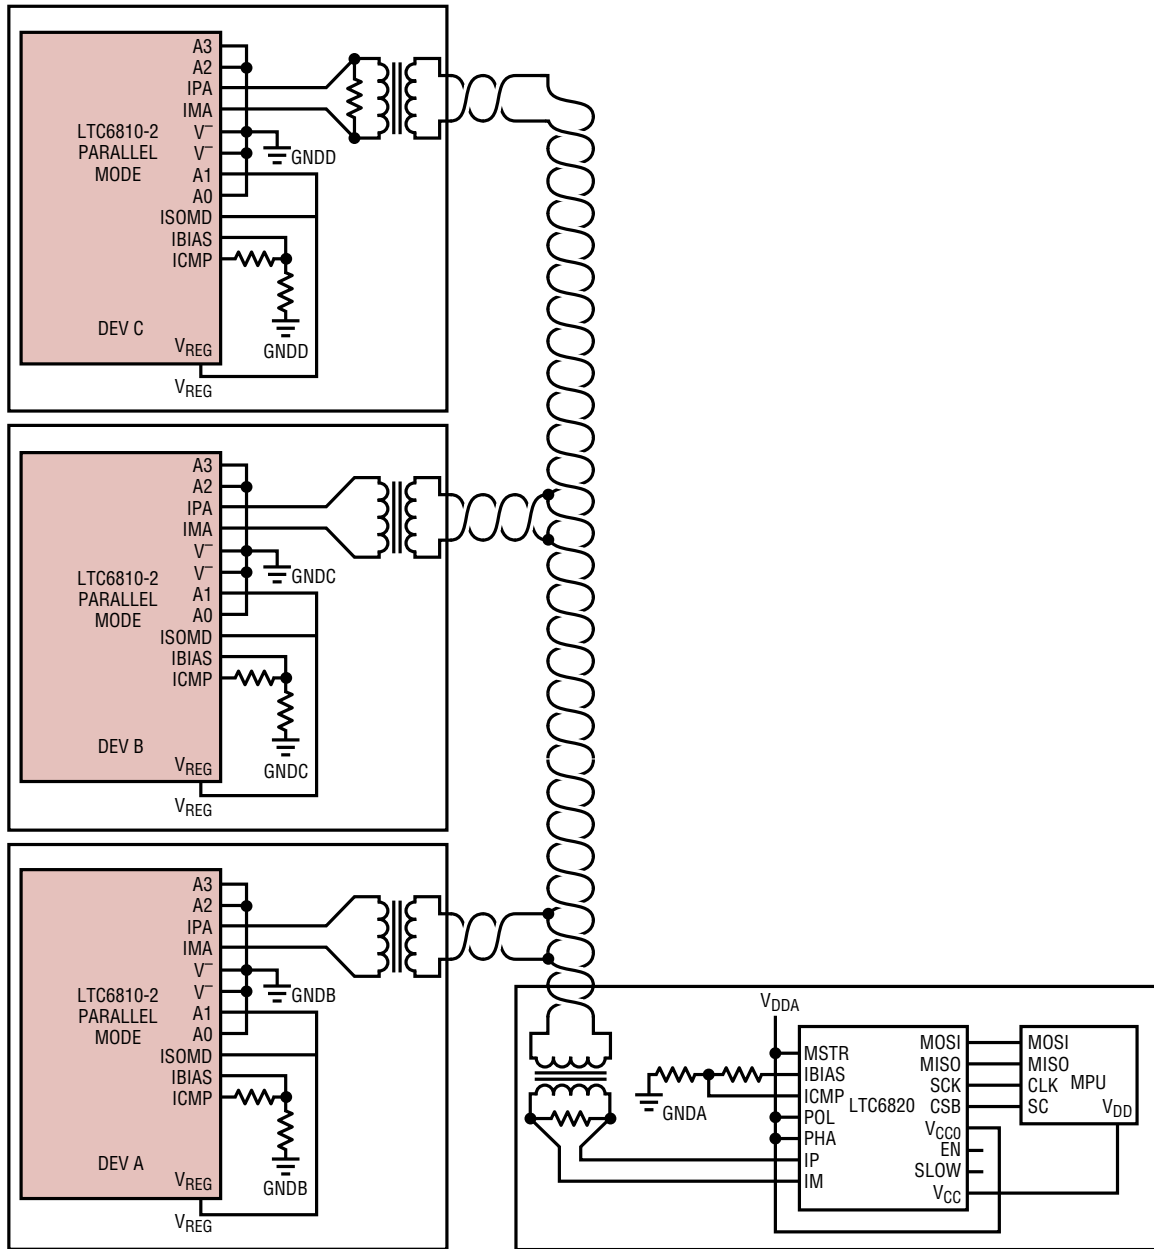 A3
A2
IPA
IMA
V–
V–
A1
A0
ISOMD
IBIAS
ICMP
LTC6810-2
PARALLEL
MODE
GNDD
GNDD
DEV C
VREG
VREG
A3
A2
IPA
IMA
V–
V–
A1
A0
ISOMD
IBIAS
ICMP
LTC6810-2
PARALLEL
MODE
GNDC
GNDC
DEV B
VREG
VREG
A3
A2
IPA
IMA
V–
V–
A1
A0
ISOMD
IBIAS
ICMP
LTC6810-2
PARALLEL
MODE
GNDB
GNDB
DEV A
VREG
VREG
VDDA
GNDA
MSTR
IBIAS
ICMP
POL
PHA
IP
IM
LTC6820
MOSI
MISO
SCK
CSB
VCC0
EN
SLOW
VCC
MOSI
MISO
CLK
SC
MPU
VDD